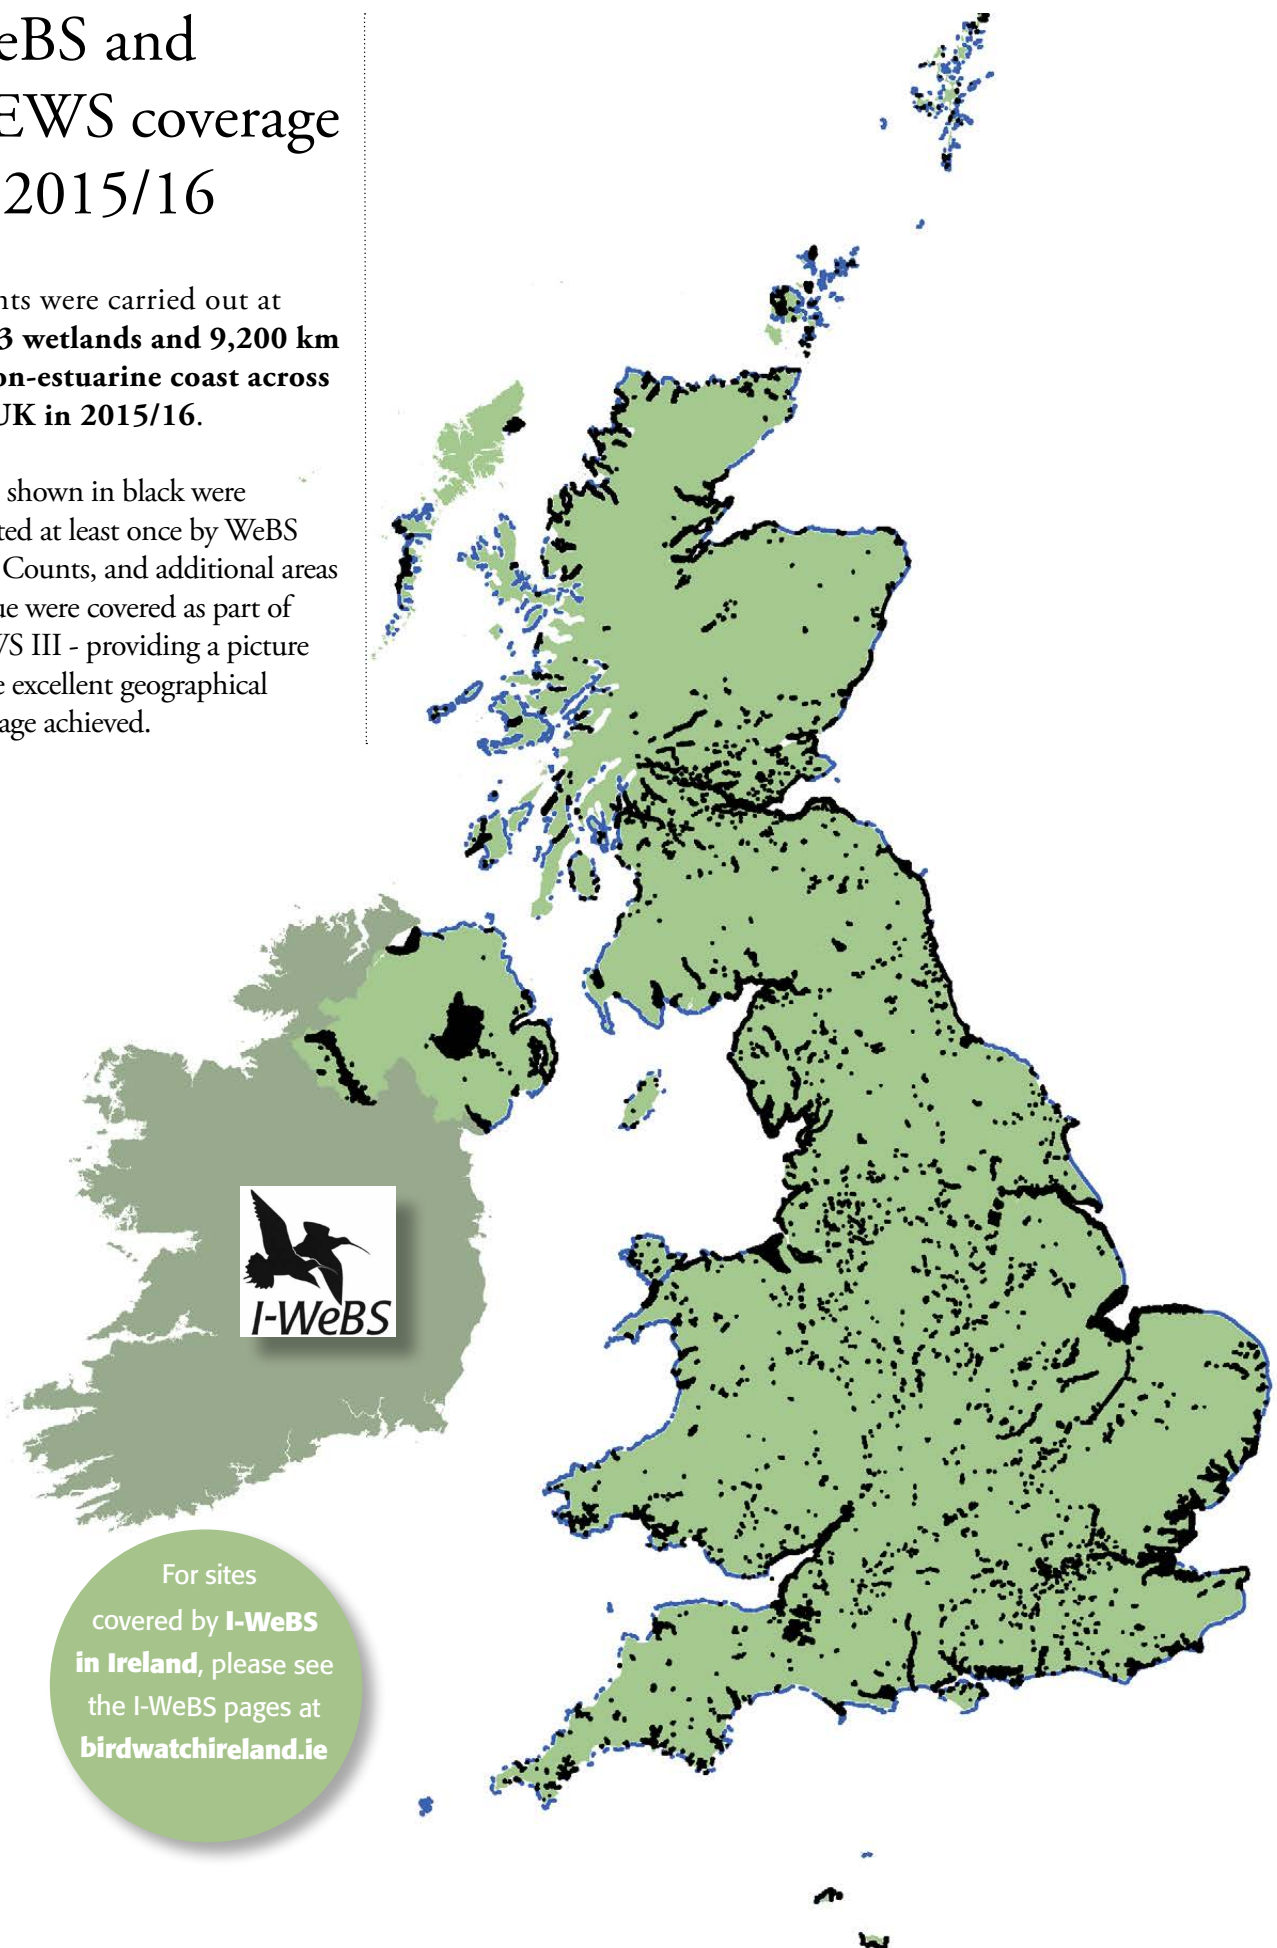 eBS and
EWS coverage
2015/16
nts were carried out at
3 wetlands and 9,200 km
on-estuarine coast across
UK in 2015/16.
shown in black were
ted at least once by WeBS
Counts, and additional areas
ue were covered as part of
VS III - providing a picture
e excellent geographical
age achieved.
I-WeBS
For sites
covered by I-WeBS
in Ireland, please see
the I-WeBS pages at
birdwatchireland.ie